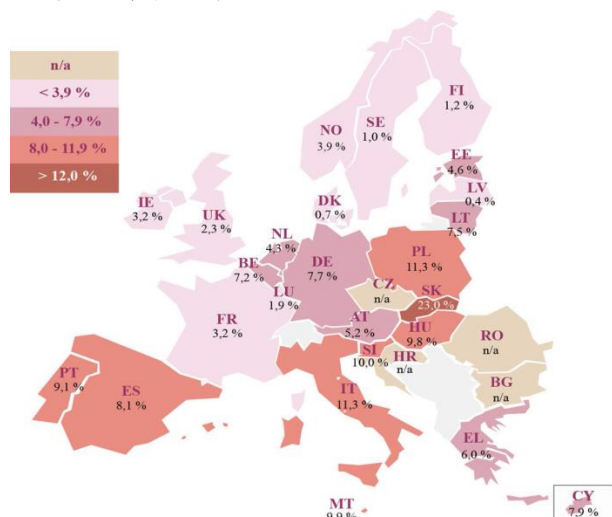 n/a
< 3,9 %
4,0 - 7,9 %
8,0 - 11,9 %
> 12,0 %
FI
1,2 %
SE
1,0 %
NO
3,9 %
EE
4,6 %
LV
0,4 %
LT
7,5 %
IE
3,2 %
UK
2,3 %
DK
0,7 %
NL
4,3 %
BE
7,2 %
DE
7,7 %
PL
11,3 %
LU
1,9 %
CZ
n/a
SK
23,0 %
FR
3,2 %
AT
5,2 %
HU
9,8 %
RO
n/a
SI
10,0 %
HR
n/a
PT
9,1 %
ES
8,1 %
IT
11,3 %
BG
n/a
EL
6,0 %
MT
9,9 %
CY
7,9 %